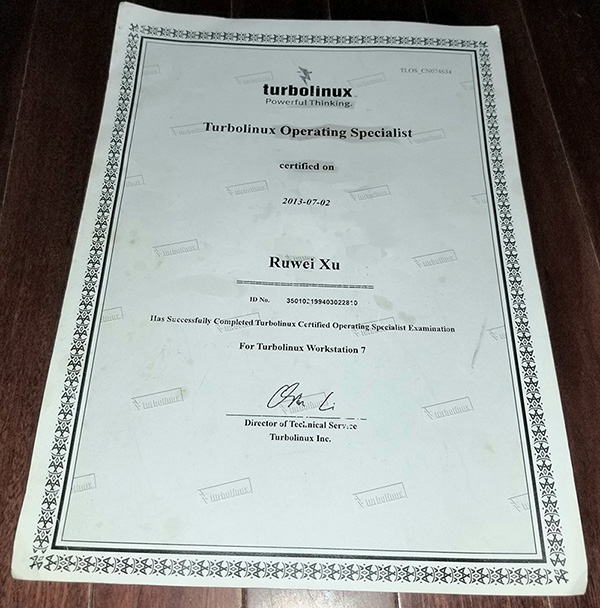 TLOS_CN074634
turbolinux
Powerful Thinking.
Turbolinux Operating Specialist
certified on
2013-07-02
Ruwei Xu
ID No. 350102199403022810
Has Successfully Completed Turbolinux Certified Operating Specialist Examination
For Turbolinux Workstation 7
Director of Technical Service
Turbolinux Inc.